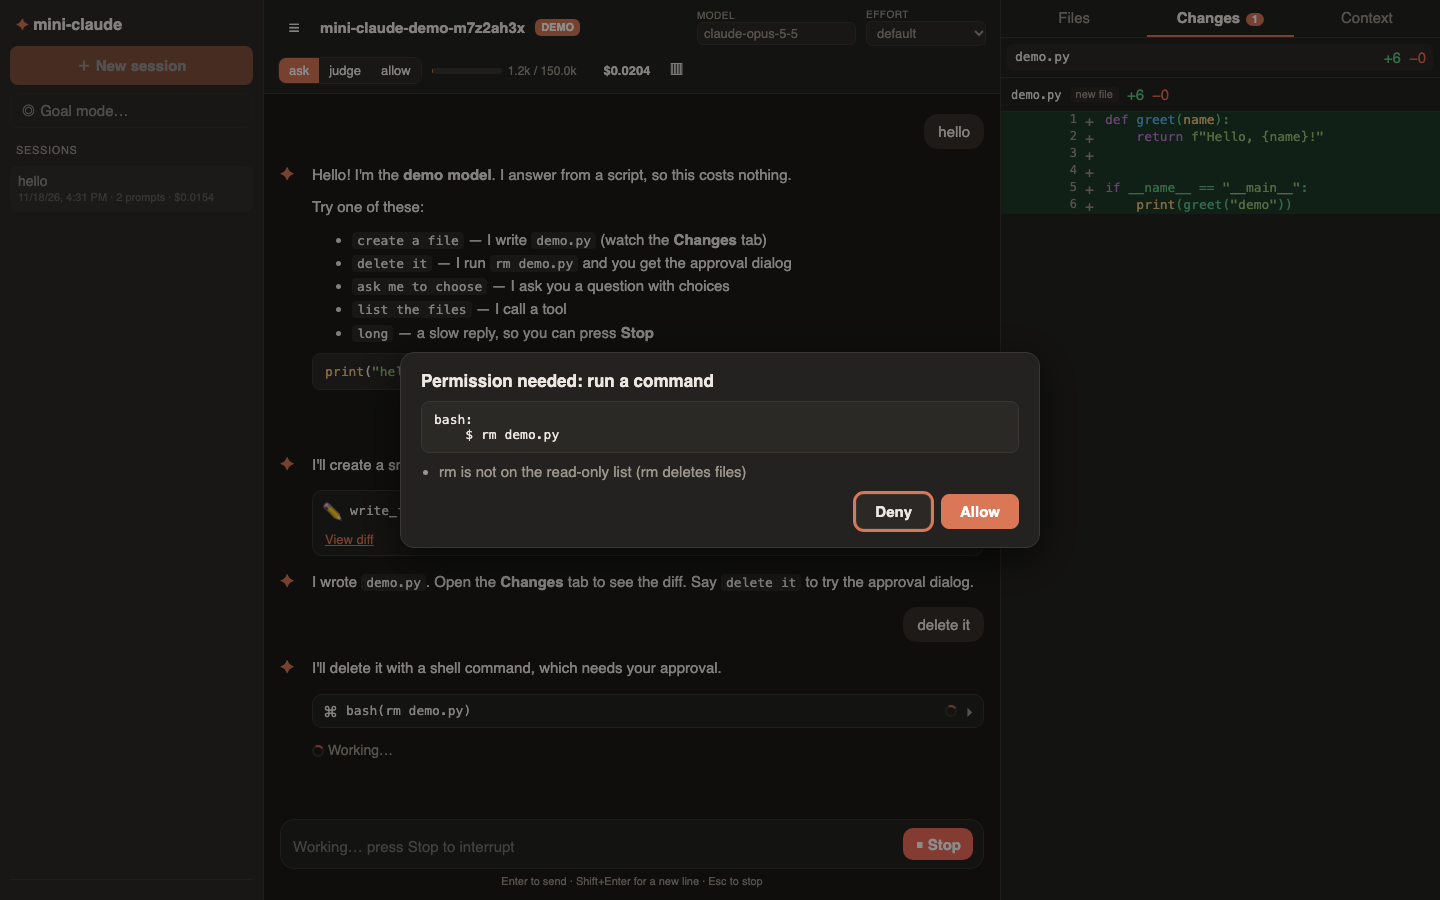 mini-claude
+ New session
◎ Goal mode…
SESSIONS
hello
11/18/26, 4:31 PM · 2 prompts · $0.0154
≡ mini-claude-demo-m7z2ah3x DEMO
MODEL
claude-opus-5-5
EFFORT
default
ask judge allow 1.2k / 150.0k $0.0204
hello
Hello! I'm the demo model. I answer from a script, so this costs nothing.
Try one of these:
• create a file — I write demo.py (watch the Changes tab)
• delete it — I run rm demo.py and you get the approval dialog
• ask me to choose — I ask you a question with choices
• list the files — I call a tool
• long — a slow reply, so you can press Stop
print("hel
I'll create a sm
write_
View diff
I wrote demo.py. Open the Changes tab to see the diff. Say delete it to try the approval dialog.
delete it
I'll delete it with a shell command, which needs your approval.
⌘ bash(rm demo.py)
Working…
Working… press Stop to interrupt
Stop
Enter to send · Shift+Enter for a new line · Esc to stop
Permission needed: run a command
bash:
$ rm demo.py
• rm is not on the read-only list (rm deletes files)
Deny Allow
Files Changes 1 Context
demo.py +6 −0
demo.py new file +6 −0
1 + def greet(name):
2 +     return f"Hello, {name}!"
3 +
4 +
5 + if __name__ == "__main__":
6 +     print(greet("demo"))